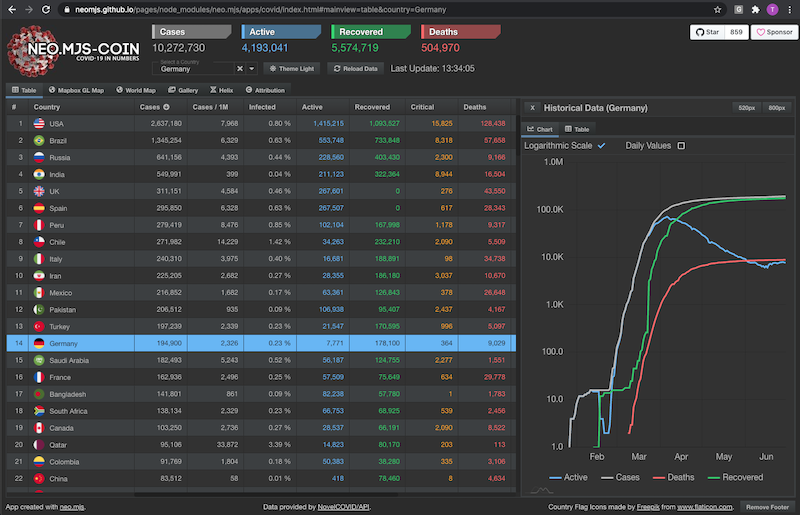 neomjs.github.io/pages/node_modules/neo.mjs/apps/covid/index.html#mainview=table&country=Germany
NEO.MJS-COIN
COVID-19 IN NUMBERS
Cases
10,272,730
Active
4,193,041
Recovered
5,574,719
Deaths
504,970
Star 859
Sponsor
Select a Country
Germany
Theme Light
Reload Data
Last Update: 13:34:05
Table Mapbox GL Map World Map Gallery Helix Attribution
# Country Cases Cases / 1M Infected Active Recovered Critical Deaths
1 USA 2,637,180 7,968 0.80 % 1,415,215 1,093,527 15,825 128,438
2 Brazil 1,345,254 6,329 0.63 % 553,748 733,848 8,318 57,658
3 Russia 641,156 4,393 0.44 % 228,560 403,430 2,300 9,166
4 India 549,991 399 0.04 % 211,123 322,364 8,944 16,504
5 UK 311,151 4,584 0.46 % 267,601 0 276 43,550
6 Spain 295,850 6,328 0.63 % 267,507 0 617 28,343
7 Peru 279,419 8,476 0.85 % 102,104 167,998 1,178 9,317
8 Chile 271,982 14,229 1.42 % 34,263 232,210 2,090 5,509
9 Italy 240,310 3,975 0.40 % 16,681 188,891 98 34,738
10 Iran 225,205 2,682 0.27 % 28,355 186,180 3,037 10,670
11 Mexico 216,852 1,682 0.17 % 63,361 126,843 378 26,648
12 Pakistan 206,512 935 0.09 % 106,938 95,407 2,437 4,167
13 Turkey 197,239 2,339 0.23 % 21,547 170,595 996 5,097
14 Germany 194,900 2,326 0.23 % 7,771 178,100 364 9,029
15 Saudi Arabia 182,493 5,243 0.52 % 56,187 124,755 2,277 1,551
16 France 162,936 2,496 0.25 % 57,509 75,649 634 29,778
17 Bangladesh 141,801 861 0.09 % 82,238 57,780 1 1,783
18 South Africa 138,134 2,329 0.23 % 66,753 68,925 539 2,456
19 Canada 103,250 2,736 0.27 % 28,537 66,191 2,090 8,522
20 Qatar 95,106 33,872 3.39 % 14,823 80,170 203 113
21 Colombia 91,769 1,804 0.18 % 50,383 38,280 335 3,106
22 China 83,512 58 0.01 % 418 78,460 8 4,634
X Historical Data (Germany) 520px 800px
Chart Table
Logarithmic Scale Daily Values
1.0M
100.0K
10.0K
1.0K
100.0
10.0
1.0
Feb Mar Apr May Jun
Active Cases Deaths Recovered
App created with neo.mjs.
Data provided by NovelCOVID/API.
Country Flag Icons made by Freepik from www.flaticon.com.
Remove Footer